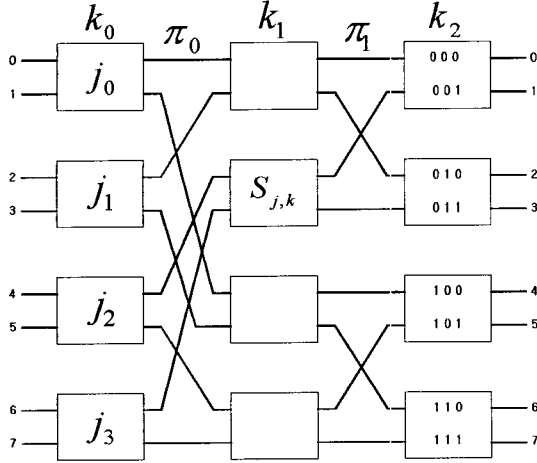 k₀ π₀ k₁ π₁ k₂
0 j₀ 000 0
1 001 1
2 j₁ S_{j,k} 010 2
3 011 3
4 j₂ 100 4
5 101 5
6 j₃ 110 6
7 111 7